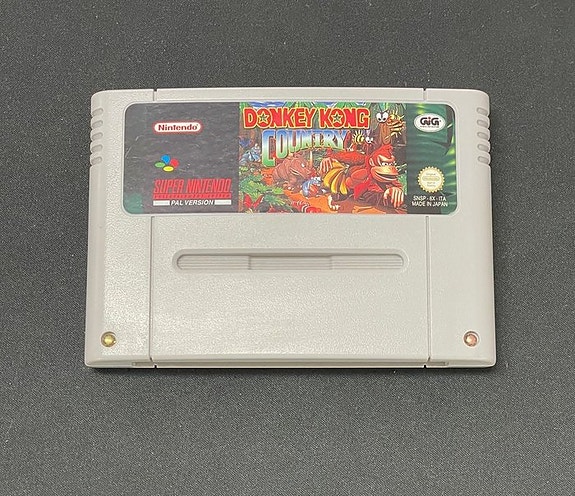 Nintendo
SUPER NINTENDO
PAL VERSION
DONKEY KONG
COUNTRY
GiG
SNSP - 8X - ITA
MADE IN JAPAN